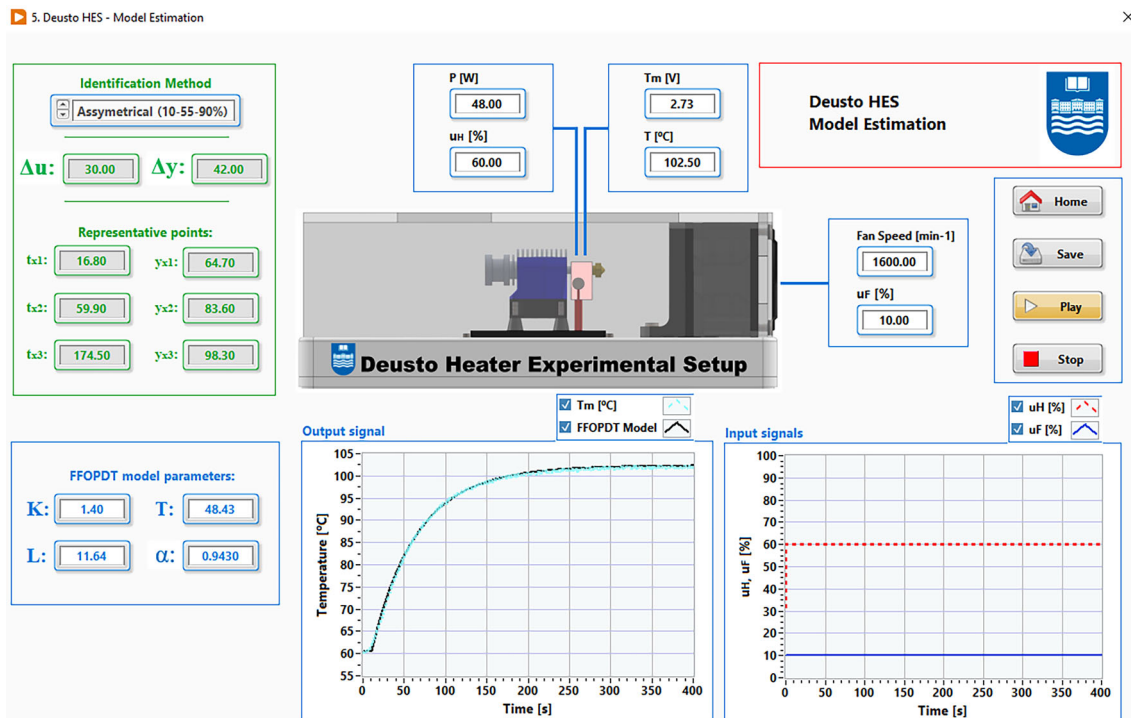 5. Deusto HES - Model Estimation
Identification Method
Assymetrical (10-55-90%)
Δu: 30.00 Δy: 42.00
Representative points:
tx1: 16.80 yx1: 64.70
tx2: 59.90 yx2: 83.60
tx3: 174.50 yx3: 98.30
P [W]
48.00
uH [%]
60.00
Tm [V]
2.73
T [ºC]
102.50
Deusto HES
Model Estimation
Home
Save
Play
Stop
Fan Speed [min-1]
1600.00
uF [%]
10.00
Deusto Heater Experimental Setup
FFOPDT model parameters:
K: 1.40 T: 48.43
L: 11.64 α: 0.9430
Output signal
Tm [ºC]
FFOPDT Model
Temperature [ºC]
105
100
95
90
85
80
75
70
65
60
55
0 50 100 150 200 250 300 350 400
Time [s]
Input signals
uH [%]
uF [%]
uH, uF [%]
100
90
80
70
60
50
40
30
20
10
0
0 50 100 150 200 250 300 350 400
Time [s]